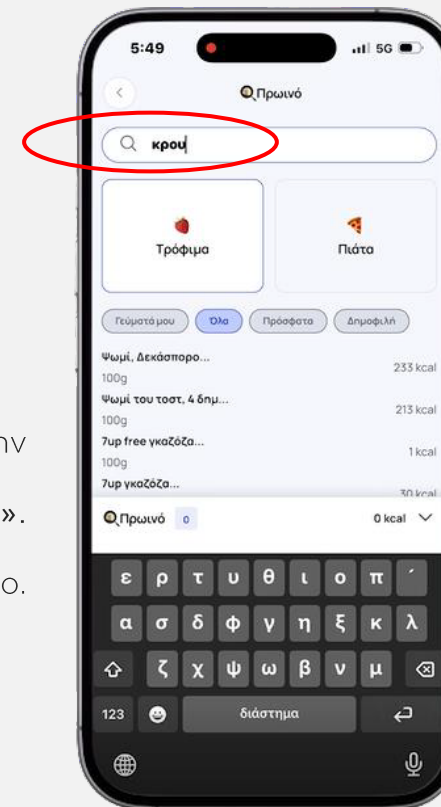 5:49
5G
Πρωινό
κρου
Τρόφιμα
Πιάτα
Γεύματά μου
Όλα
Πρόσφατα
Δημοφιλή
Ψωμί, Δεκάσπορο...
233 kcal
100g
Ψωμί του τοστ, 4 δημ...
213 kcal
100g
7up free γκαζόζα...
1 kcal
100g
7up γκαζόζα...
30 kcal
ην
».
ο.
Πρωινό 0
0 kcal
ε ρ τ υ θ ι ο π ΄
α σ δ φ γ η ξ κ λ
ζ χ ψ ω β ν μ
123
διάστημα